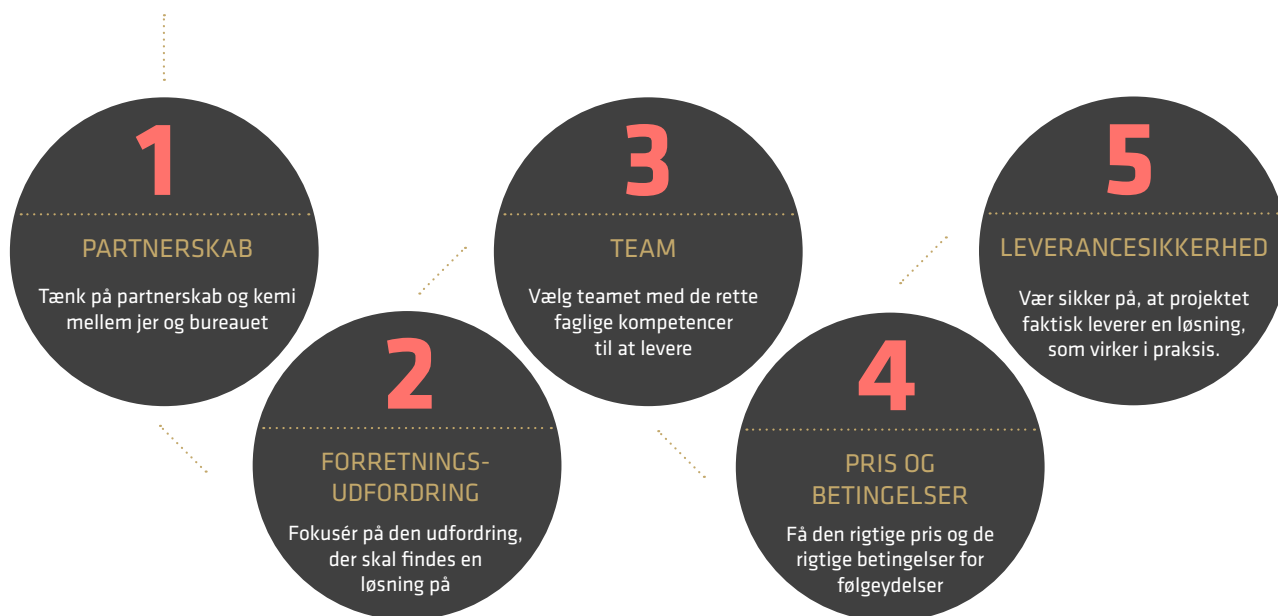 1
PARTNERSKAB
Tænk på partnerskab og kemi
mellem jer og bureauet
2
FORRETNINGS-
UDFORDRING
Fokusér på den udfordring,
der skal findes en
løsning på
3
TEAM
Vælg teamet med de rette
faglige kompetencer
til at levere
4
PRIS OG
BETINGELSER
Få den rigtige pris og de
rigtige betingelser for
følgeydelser
5
LEVERANCESIKKERHED
Vær sikker på, at projektet
faktisk leverer en løsning,
som virker i praksis.